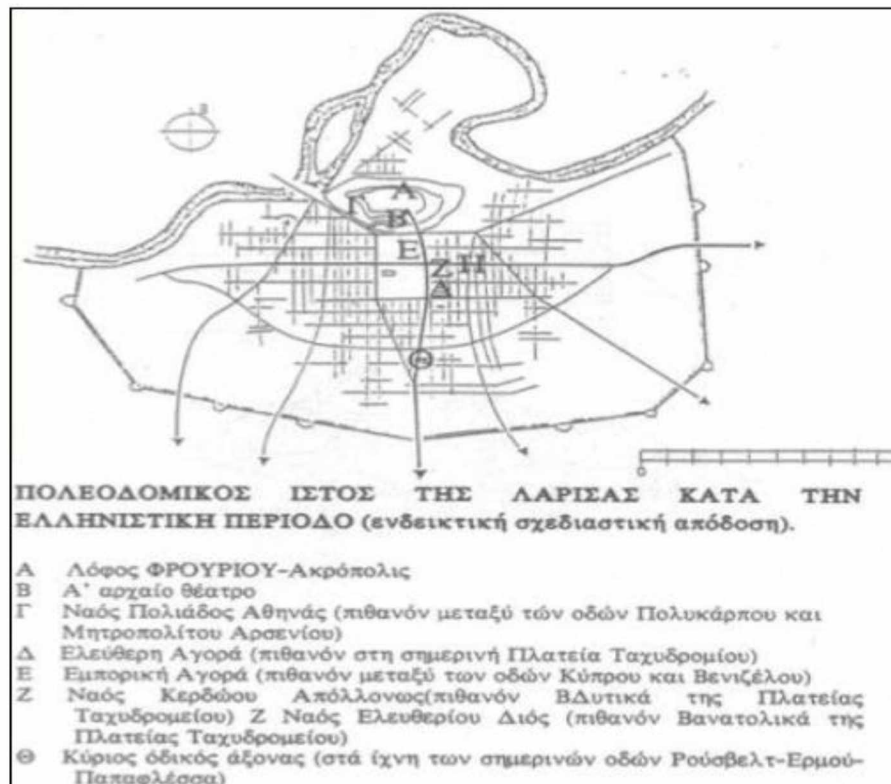 Β
Α
Γ
Β
Ε
Ζ Η
Δ
Θ
0
ΠΟΛΕΟΔΟΜΙΚΟΣ ΙΣΤΟΣ ΤΗΣ ΛΑΡΙΣΑΣ ΚΑΤΑ ΤΗΝ
ΕΛΛΗΝΙΣΤΙΚΗ ΠΕΡΙΟΔΟ (ενδεικτική σχεδιαστική απόδοση).
Α Λόφος ΦΡΟΥΡΙΟΥ-Ακρόπολις
Β Α' αρχαίο θέατρο
Γ Ναός Πολιάδος Αθηνάς (πιθανόν μεταξύ τών οδών Πολυκάρπου και
Μητροπολίτου Αρσενίου)
Δ Ελεύθερη Αγορά (πιθανόν στη σημερινή Πλατεία Ταχυδρομίου)
Ε Εμπορική Αγορά (πιθανόν μεταξύ των οδών Κύπρου και Βενιζέλου)
Ζ Ναός Κερδώου Απόλλωνος(πιθανόν ΒΔυτικά της Πλατείας
Ταχυδρομείου) Ζ Ναός Ελευθερίου Διός (πιθανόν Βανατολικά της
Πλατείας Ταχυδρομείου)
Θ Κύριος όδικός άξονας (στά ίχνη των σημερινών οδών Ρούσβελτ-Ερμού-
Παπαφλέσσα)